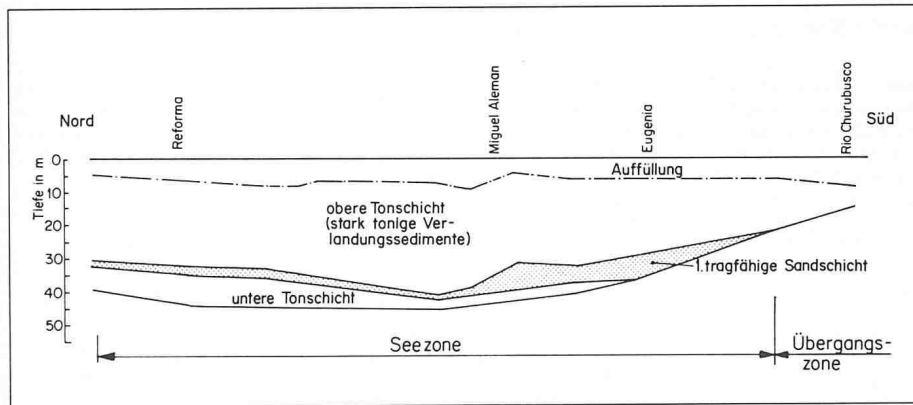 Nord
Reforma
Miguel Aleman
Eugenia
Rio Churubusco
Süd
Tiefe in m
0
10
20
30
40
50
Auffüllung
obere Tonschicht
(stark tonige Ver-
landungssedimente)
1. tragfähige Sandschicht
untere Tonschicht
Seezone
Übergangs-
zone